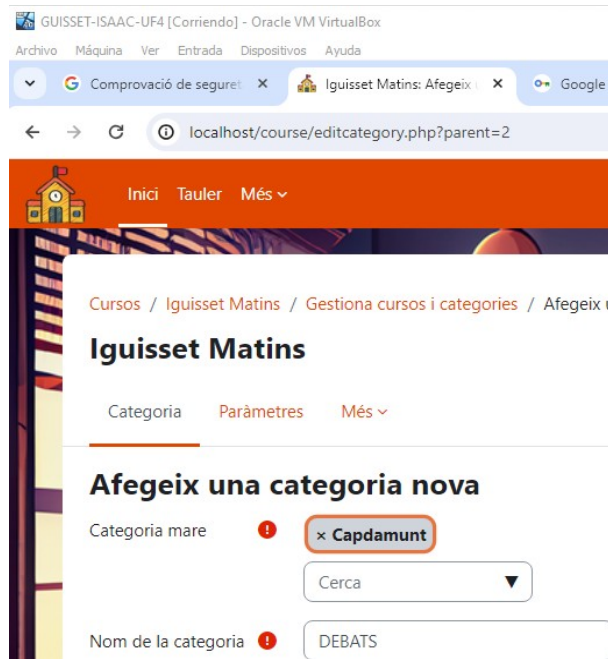 GUISSET-ISAAC-UF4 [Corriendo] - Oracle VM VirtualBox
Archivo Máquina Ver Entrada Dispositivos Ayuda
Comprovació de seguret Iguisset Matins: Afegeix Google
localhost/course/editcategory.php?parent=2
Inici Tauler Més
Cursos / Iguisset Matins / Gestiona cursos i categories / Afegeix
Iguisset Matins
Categoria Paràmetres Més
Afegeix una categoria nova
Categoria mare × Capdamunt
Cerca
Nom de la categoria DEBATS